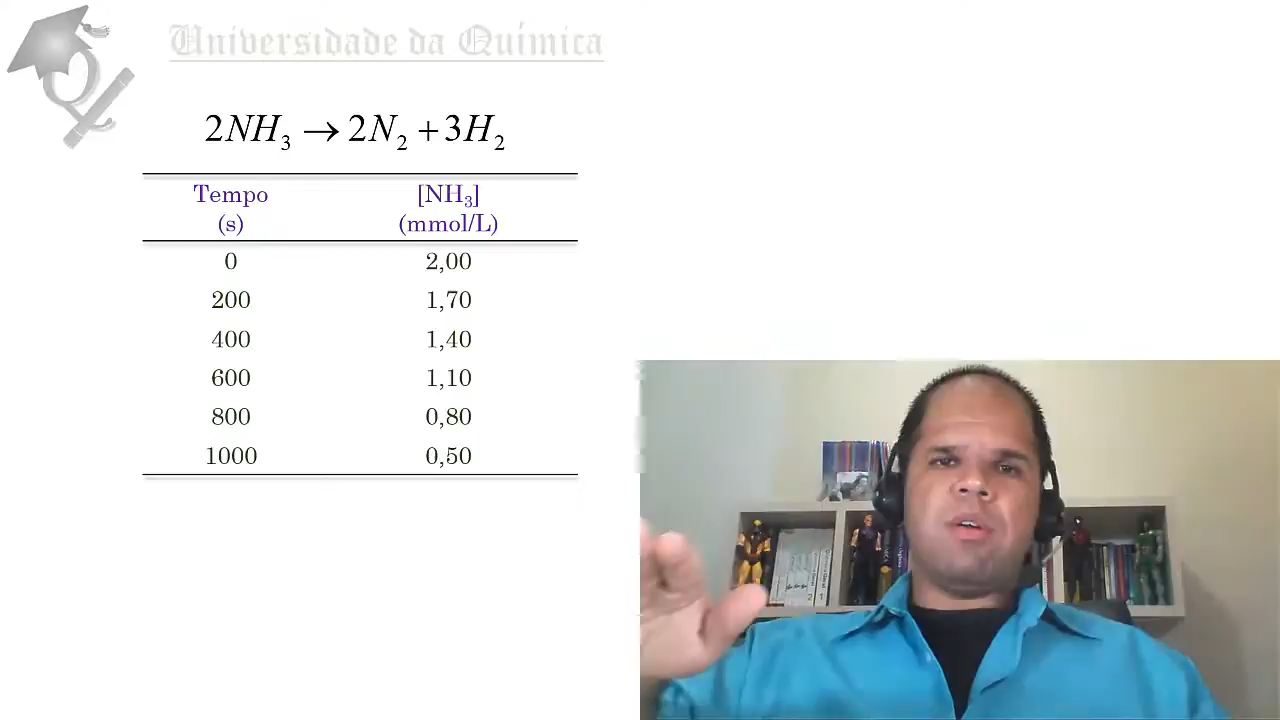 Universidade da Química
2NH₃ → 2N₂ + 3H₂
Tempo [NH₃]
(s) (mmol/L)
0 2,00
200 1,70
400 1,40
600 1,10
800 0,80
1000 0,50